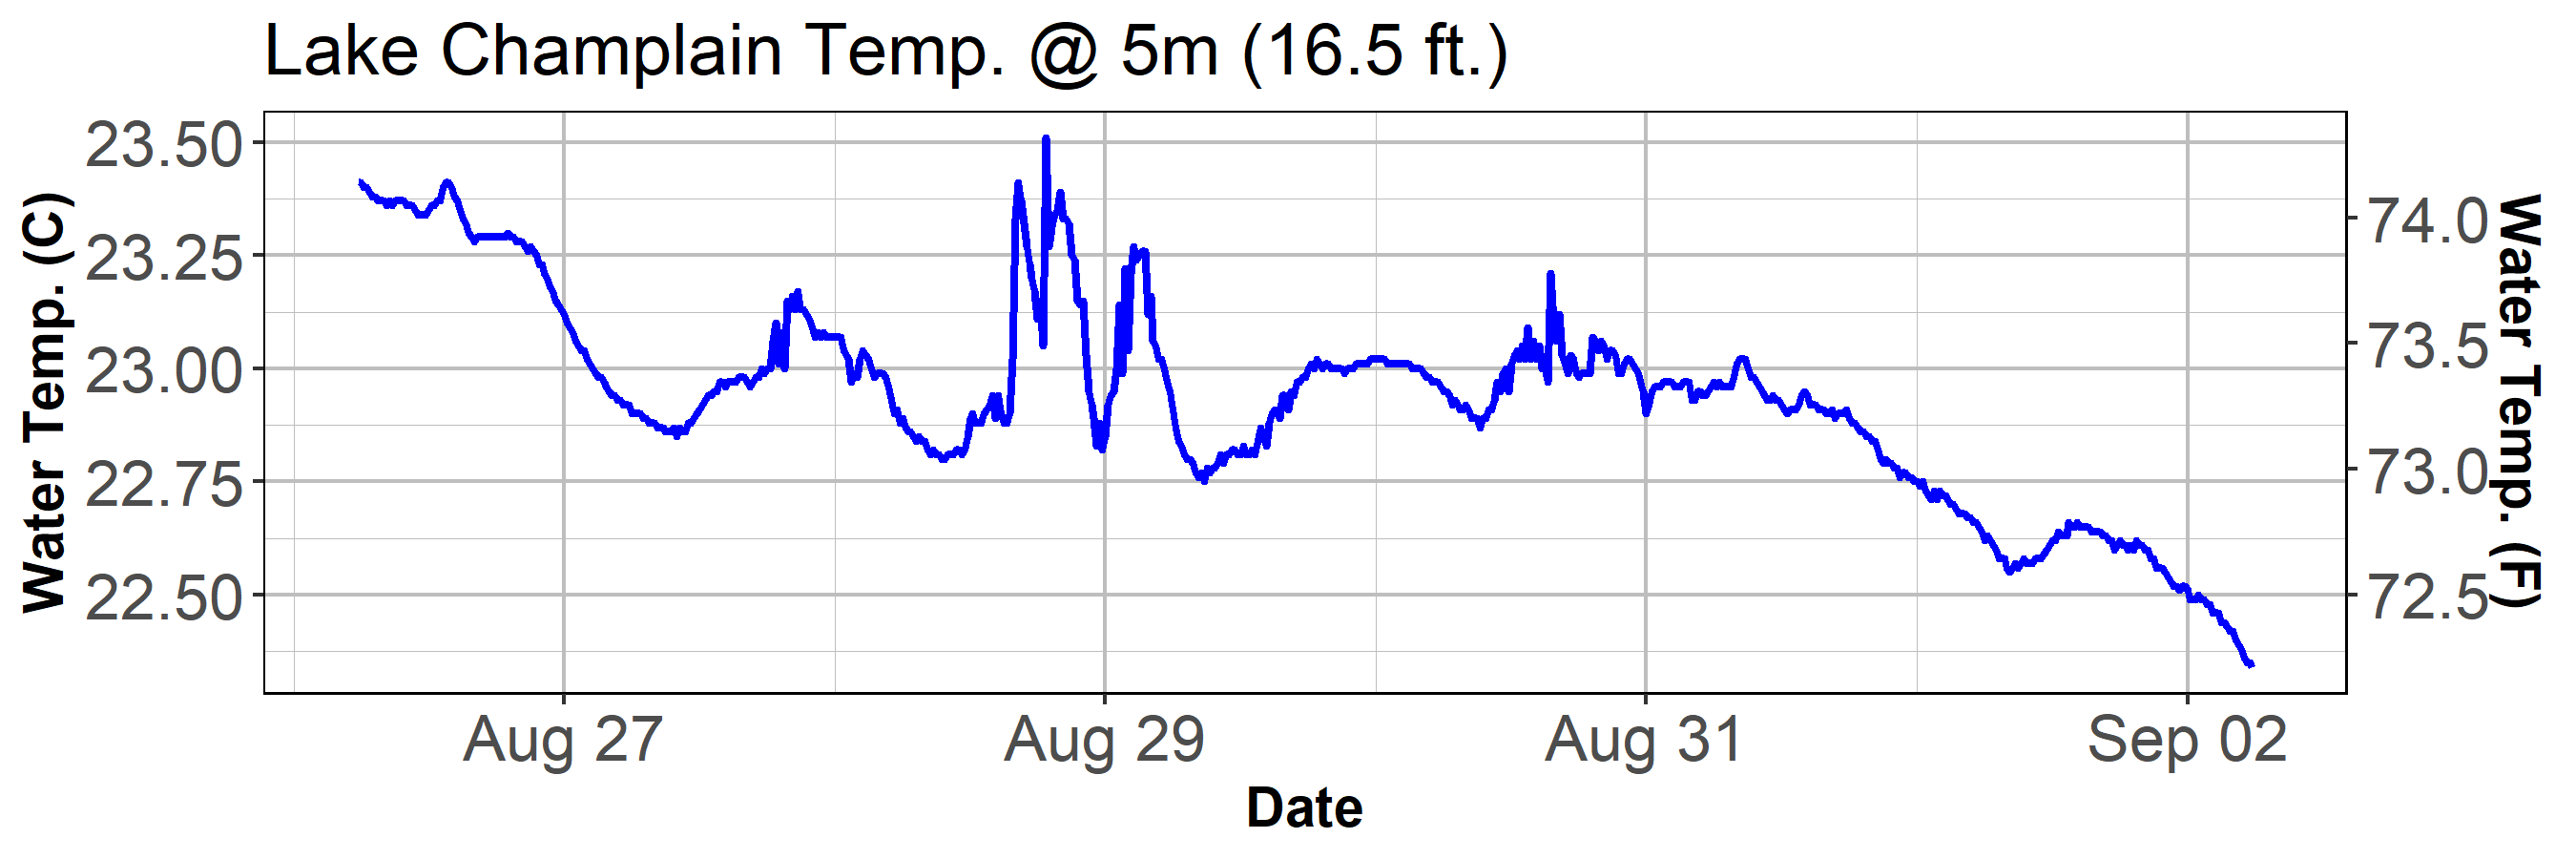 Lake Champlain Temp. @ 5m (16.5 ft.)
Water Temp. (C)
23.50
23.25
23.00
22.75
22.50
74.0
73.5
73.0
72.5
Water Temp. (F)
Aug 27
Aug 29
Aug 31
Sep 02
Date